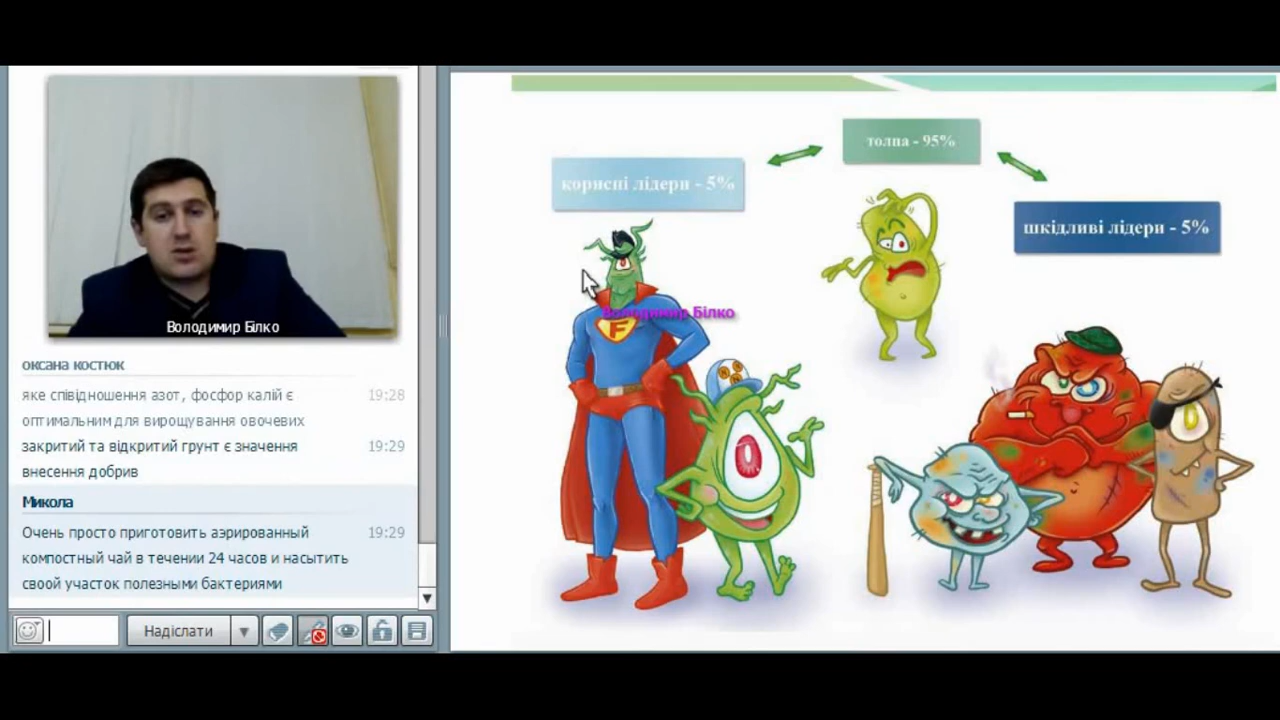 Володимир Білко
оксана костюк
яке співідношення азот, фосфор калій є
19:28
оптимальним для вирощування овочевих
закритий та відкритий грунт є значення
19:29
внесення добрив
Микола
Очень просто приготовить аэрированный
19:29
компостный чай в течении 24 часов и насытить
своой участок полезными бактериями
Надіслати
толпа - 95%
корисні лідери - 5%
шкідливі лідери - 5%
Володимир Білко
F